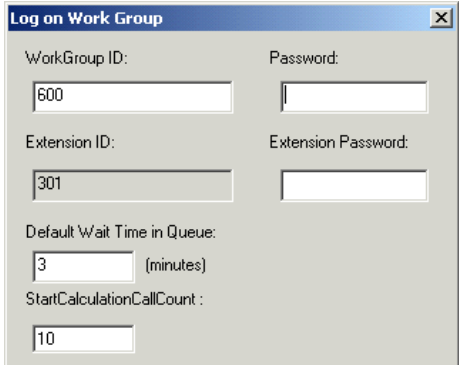 Log on Work Group
WorkGroup ID: Password:
600
Extension ID: Extension Password:
301
Default Wait Time in Queue:
3 (minutes)
StartCalculationCallCount :
10